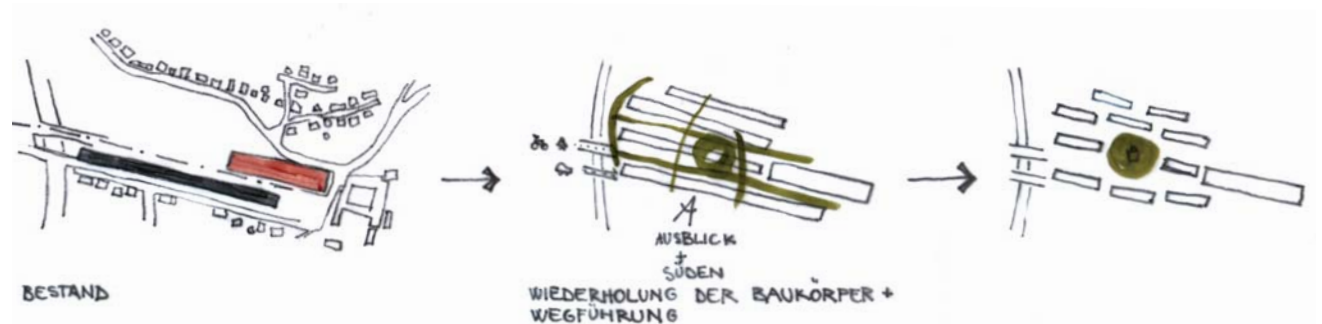 BESTAND
AUSBLICK
+
SÜDEN
WIEDERHOLUNG DER BAUKÖRPER +
WEGFÜHRUNG